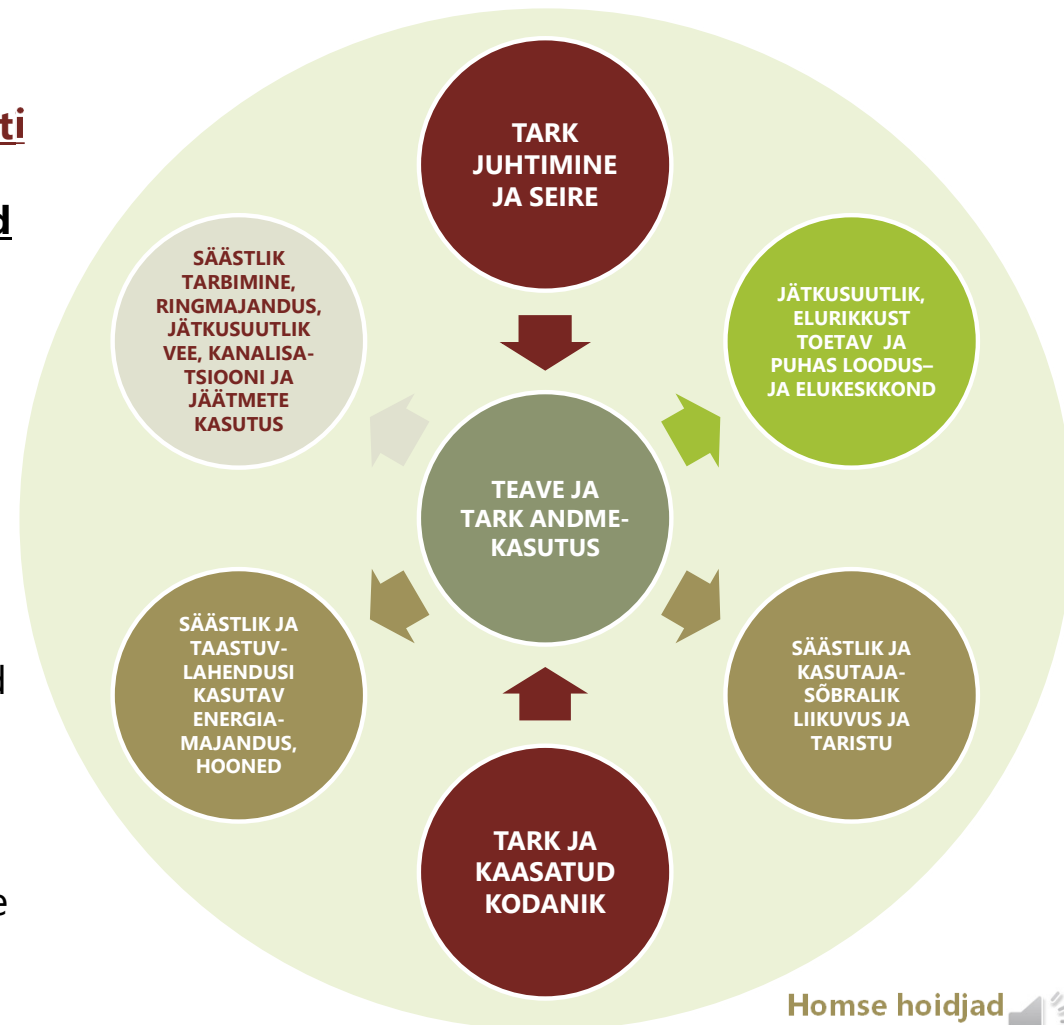 ti
d
d
e
TARK
JUHTIMINE
JA SEIRE
SÄÄSTLIK
TARBIMINE,
RINGMAJANDUS,
JÄTKUSUUTLIK
VEE, KANALISA-
TSIOONI JA
JÄÄTMETE
KASUTUS
JÄTKUSUUTLIK,
ELURIKKUST
TOETAV JA
PUHAS LOODUS–
JA ELUKESKKOND
TEAVE JA
TARK ANDME-
KASUTUS
SÄÄSTLIK JA
TAASTUV-
LAHENDUSI
KASUTAV
ENERGIA-
MAJANDUS,
HOONED
SÄÄSTLIK JA
KASUTAJA-
SÕBRALIK
LIIKUVUS JA
TARISTU
TARK JA
KAASATUD
KODANIK
Homse hoidjad